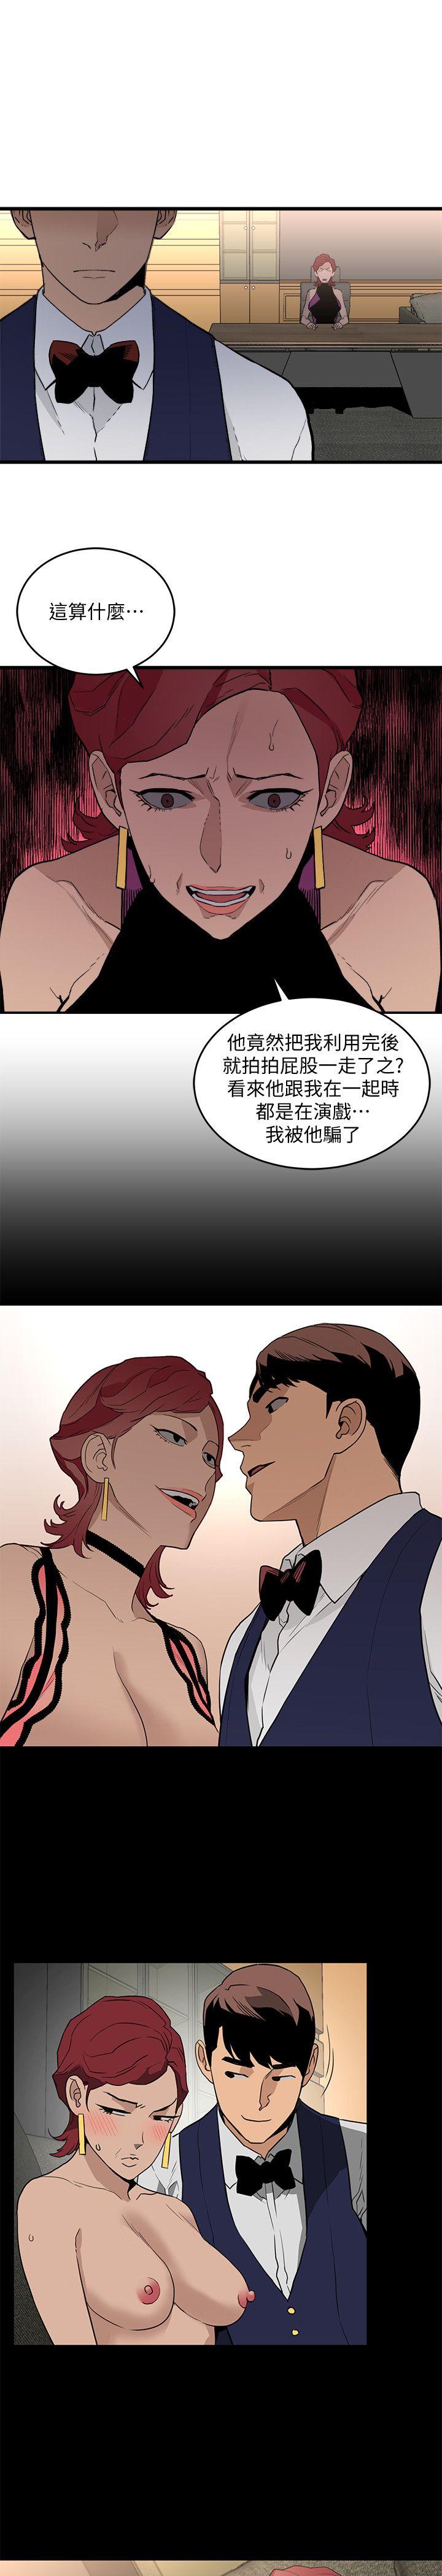 這算什麼⋯
他竟然把我利用完後
就拍拍屁股一走了之?
看來他跟我在一起時
都是在演戲⋯
我被他騙了